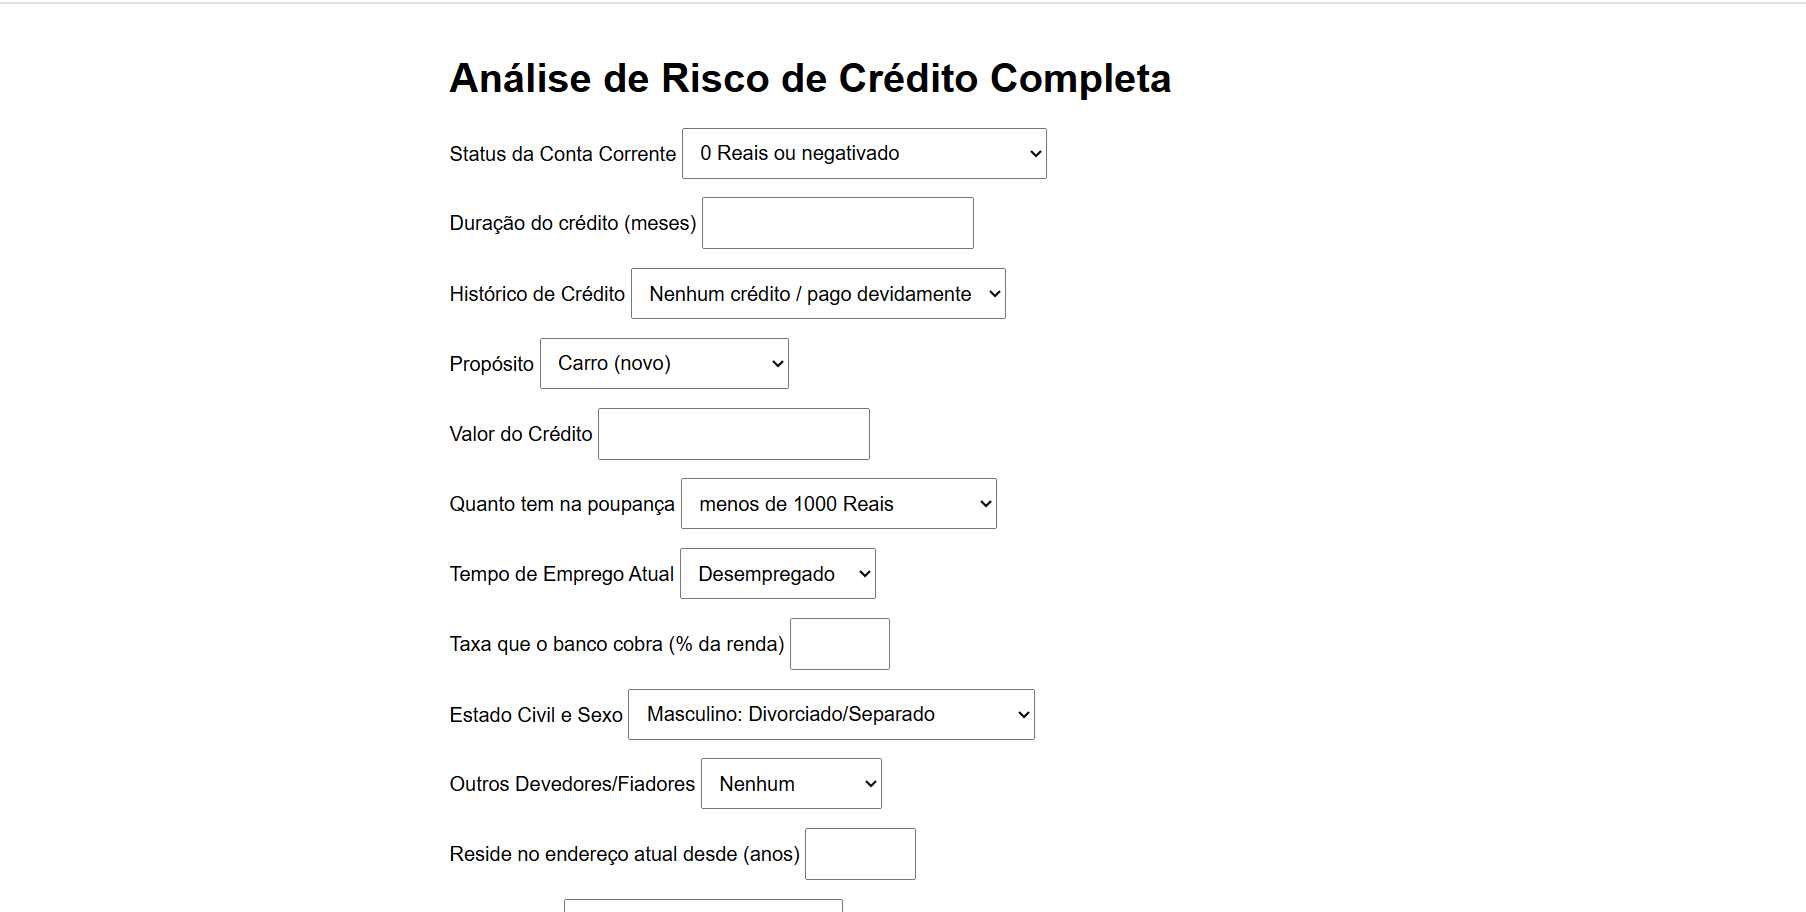 Análise de Risco de Crédito Completa
Status da Conta Corrente 0 Reais ou negativado
Duração do crédito (meses)
Histórico de Crédito Nenhum crédito / pago devidamente
Propósito Carro (novo)
Valor do Crédito
Quanto tem na poupança menos de 1000 Reais
Tempo de Emprego Atual Desempregado
Taxa que o banco cobra (% da renda)
Estado Civil e Sexo Masculino: Divorciado/Separado
Outros Devedores/Fiadores Nenhum
Reside no endereço atual desde (anos)